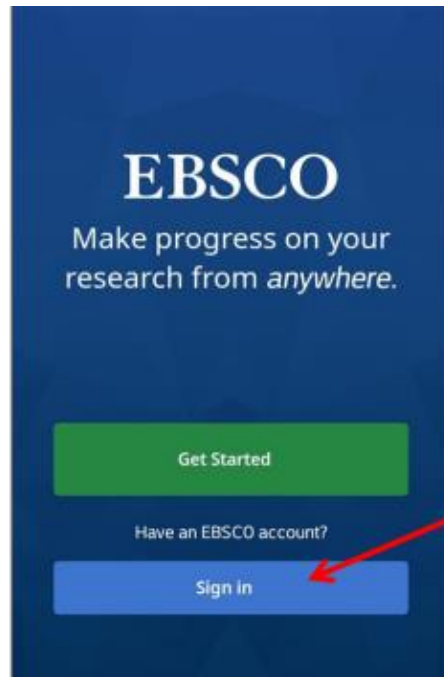 EBSCO
Make progress on your
research from anywhere.
Get Started
Have an EBSCO account?
Sign in